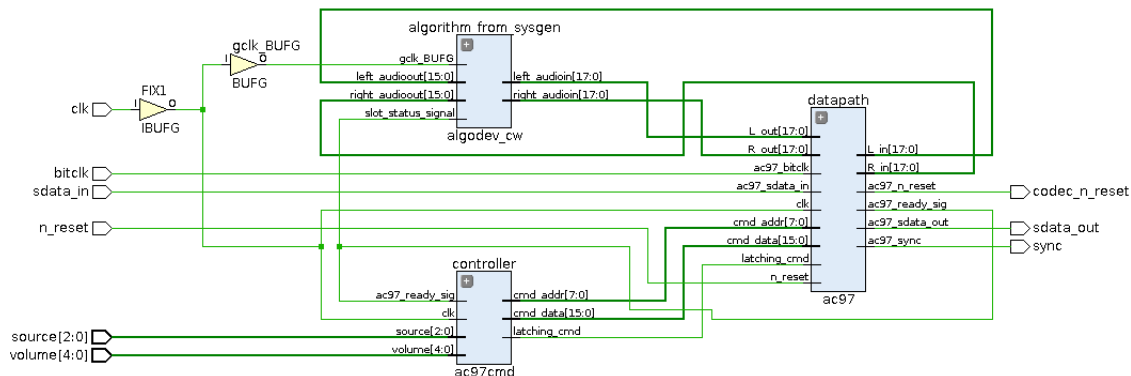 algorithm_from_sysgen
gclk_BUFG
gclk_BUFG
I
O
BUFG
left_audioout[15:0]
left_audioin[17:0]
right_audioout[15:0]
right_audioin[17:0]
slot_status_signal
algodev_cw
FIX1
clk
I
O
IBUFG
datapath
L_out[17:0]
R_out[17:0]
L_in[17:0]
R_in[17:0]
bitclk
ac97_bitclk
sdata_in
ac97_sdata_in
ac97_n_reset
codec_n_reset
clk
ac97_ready_sig
n_reset
cmd_addr[7:0]
ac97_sdata_out
sdata_out
cmd_data[15:0]
ac97_sync
sync
latching_cmd
n_reset
ac97
controller
ac97_ready_sig
cmd_addr[7:0]
clk
cmd_data[15:0]
source[2:0]
source[2:0]
latching_cmd
volume[4:0]
volume[4:0]
ac97cmd